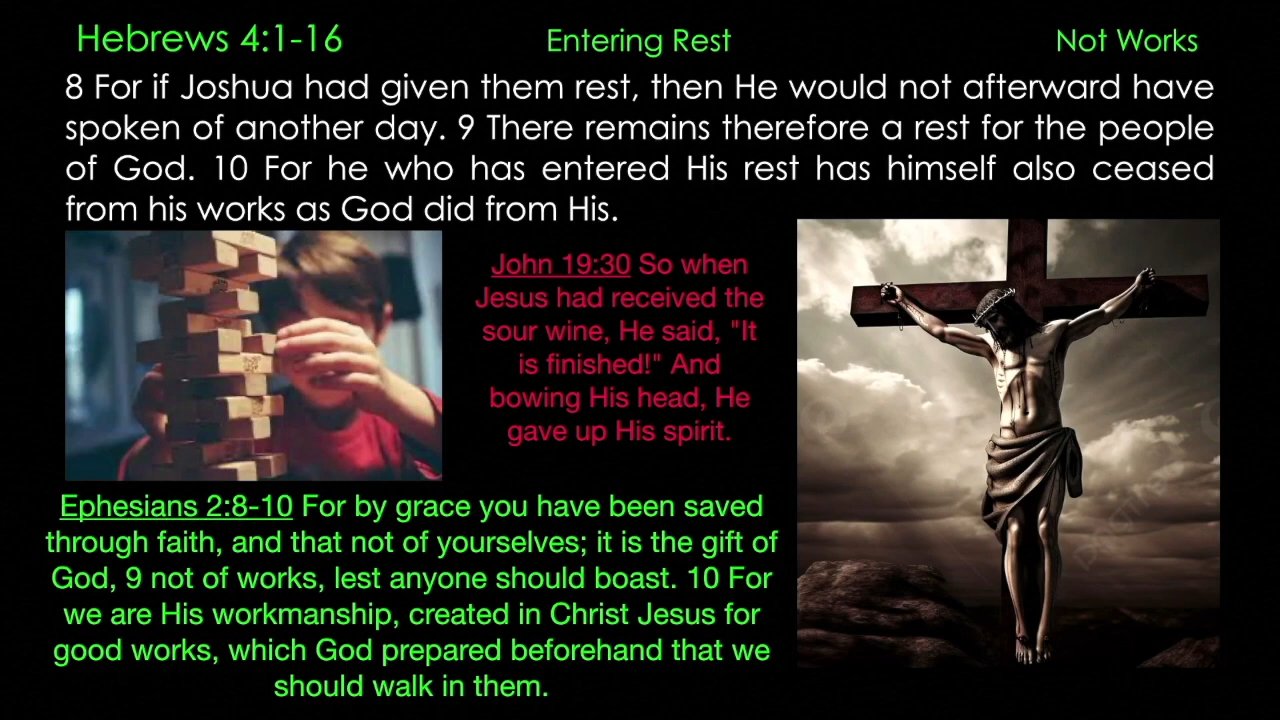 Hebrews 4:1-16
Entering Rest
Not Works
8 For if Joshua had given them rest, then He would not afterward have
spoken of another day. 9 There remains therefore a rest for the people
of God. 10 For he who has entered His rest has himself also ceased
from his works as God did from His.
John 19:30 So when
Jesus had received the
sour wine, He said, "It
is finished!" And
bowing His head, He
gave up His spirit.
Ephesians 2:8-10 For by grace you have been saved
through faith, and that not of yourselves; it is the gift of
God, 9 not of works, lest anyone should boast. 10 For
we are His workmanship, created in Christ Jesus for
good works, which God prepared beforehand that we
should walk in them.